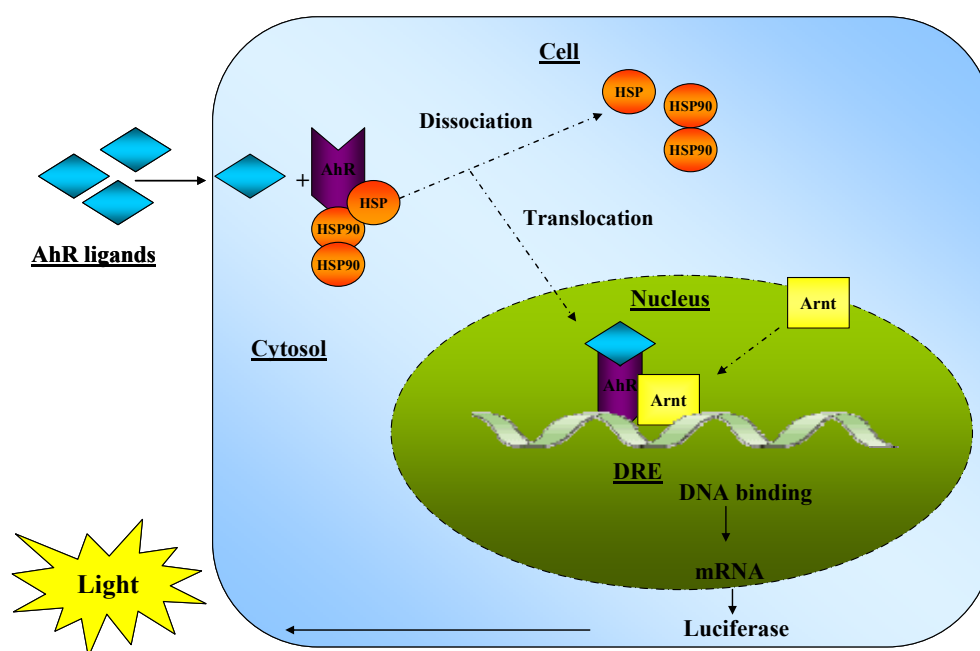 Cell
HSP
HSP90
HSP90
Dissociation
AhR
+
HSP
HSP90
HSP90
AhR ligands
Translocation
Nucleus
Arnt
Cytosol
AhR
Arnt
DRE
DNA binding
mRNA
Light
Luciferase